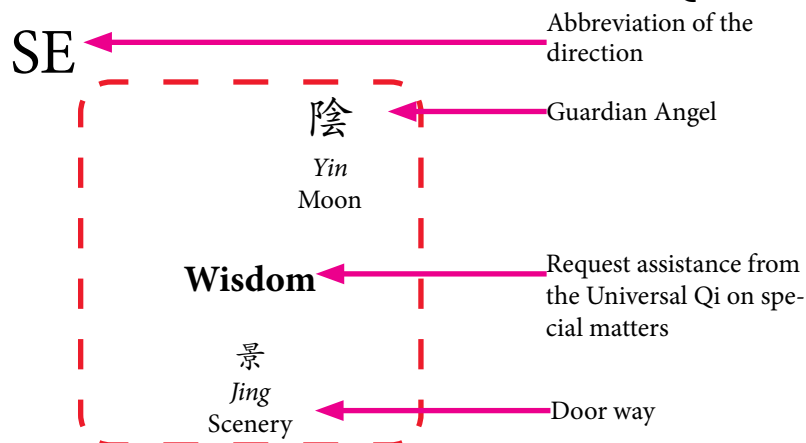 SE
Abbreviation of the
direction
陰
Guardian Angel
Yin
Moon
Wisdom
Request assistance from
the Universal Qi on spe-
cial matters
景
Jing
Scenery
Door way